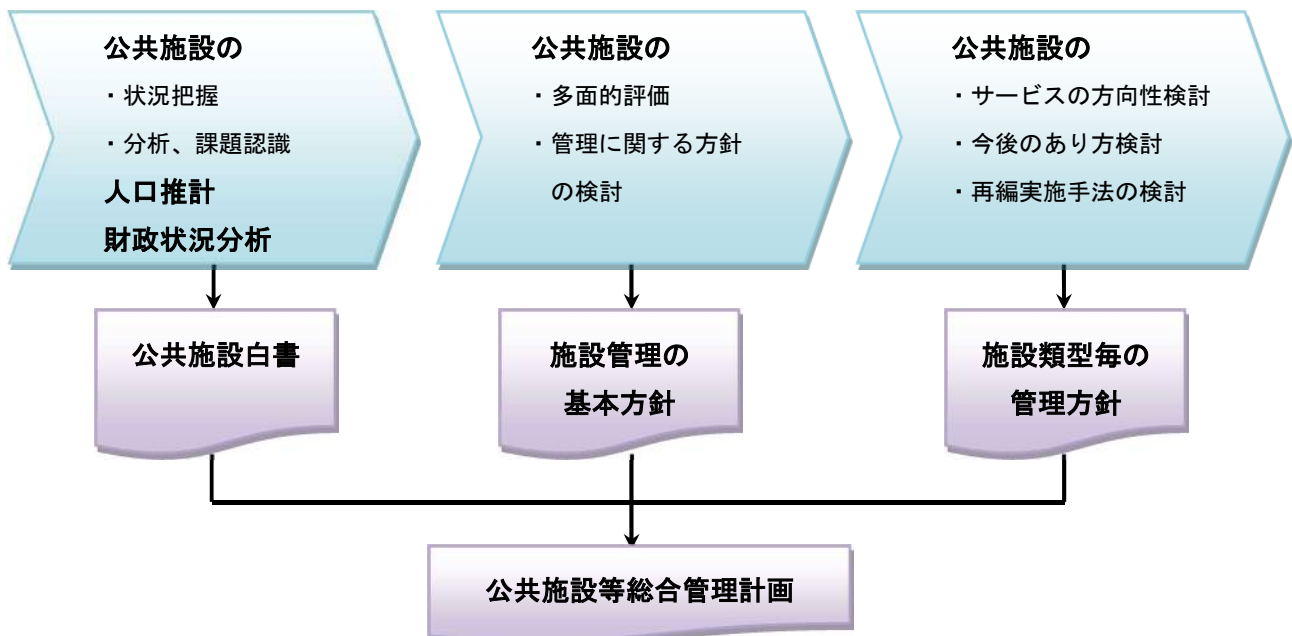 公共施設の
・状況把握
・分析、課題認識
人口推計
財政状況分析
公共施設の
・多面的評価
・管理に関する方針
の検討
公共施設の
・サービスの方向性検討
・今後のあり方検討
・再編実施手法の検討
公共施設白書
施設管理の
基本方針
施設類型毎の
管理方針
公共施設等総合管理計画